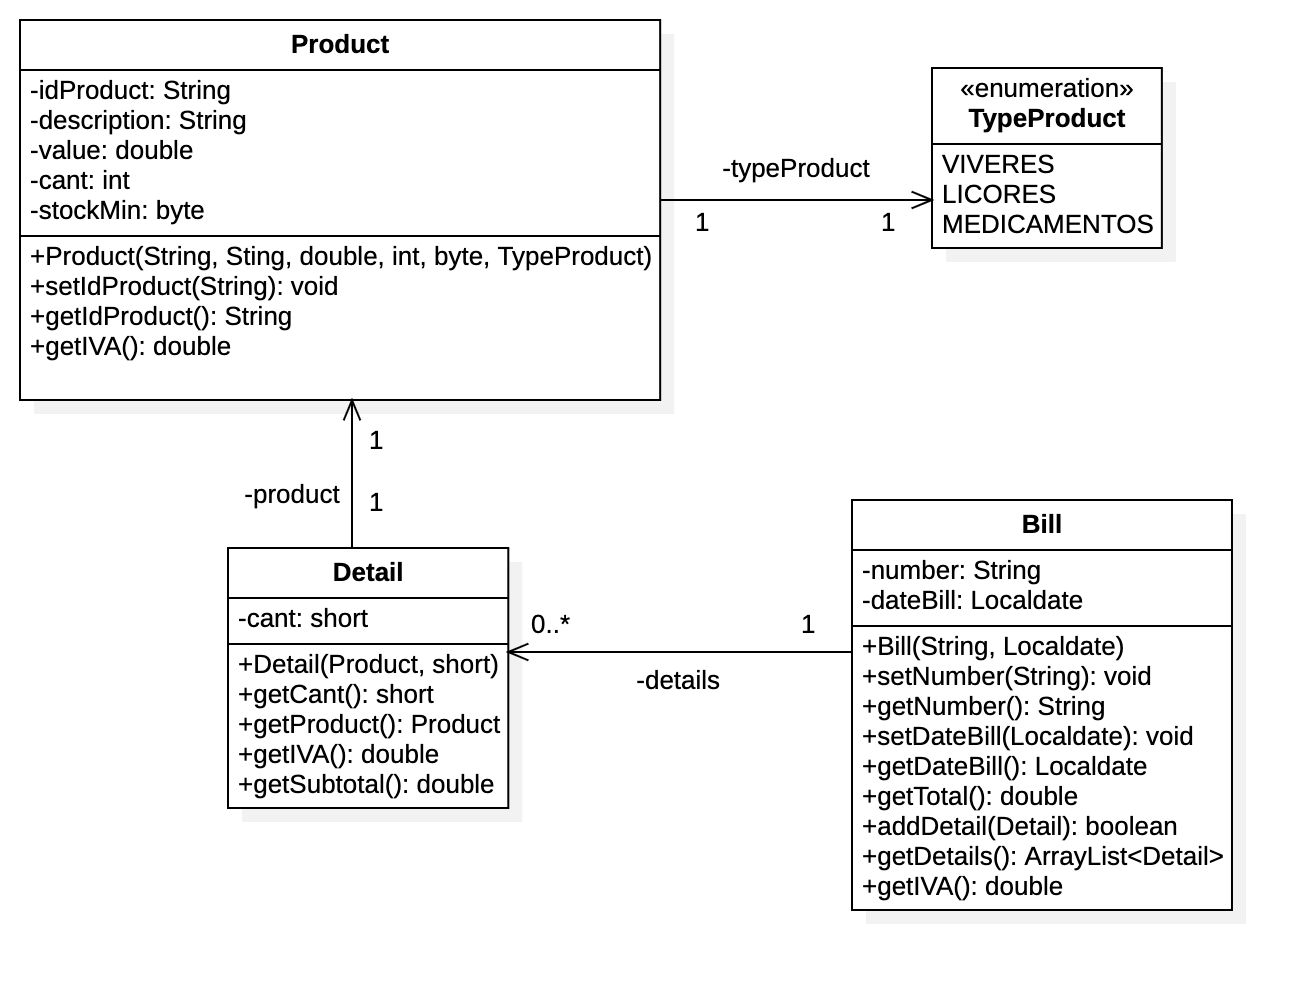 Product
-idProduct: String
-description: String
-value: double
-cant: int
-stockMin: byte
+Product(String, Sting, double, int, byte, TypeProduct)
+setIdProduct(String): void
+getIdProduct(): String
+getIVA(): double
-typeProduct
1
1
«enumeration»
TypeProduct
VIVERES
LICORES
MEDICAMENTOS
1
-product
1
Detail
-cant: short
+Detail(Product, short)
+getCant(): short
+getProduct(): Product
+getIVA(): double
+getSubtotal(): double
0..*
1
-details
Bill
-number: String
-dateBill: Localdate
+Bill(String, Localdate)
+setNumber(String): void
+getNumber(): String
+setDateBill(Localdate): void
+getDateBill(): Localdate
+getTotal(): double
+addDetail(Detail): boolean
+getDetails(): ArrayList<Detail>
+getIVA(): double